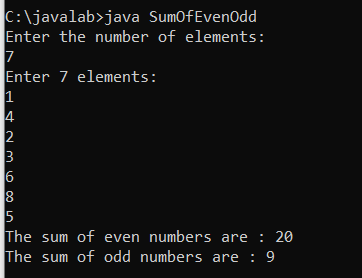 C:\javalab>java SumOfEvenOdd
Enter the number of elements:
7
Enter 7 elements:
1
4
2
3
6
8
5
The sum of even numbers are : 20
The sum of odd numbers are : 9